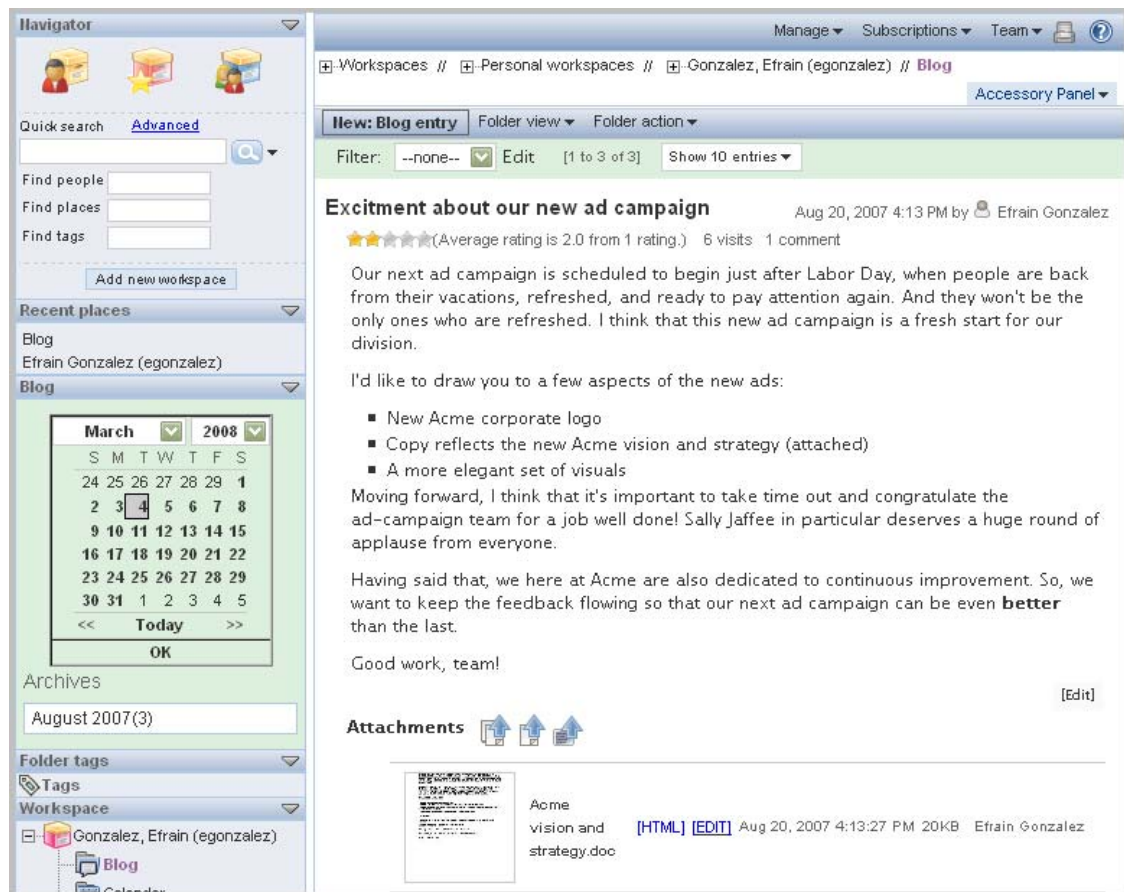 Navigator
Quick search Advanced
Find people
Find places
Find tags
Add new workspace
Recent places
Blog
Efrain Gonzalez (egonzalez)
Blog
March 2008
S M T W T F S
24 25 26 27 28 29 1
2 3 4 5 6 7 8
9 10 11 12 13 14 15
16 17 18 19 20 21 22
23 24 25 26 27 28 29
30 31 1 2 3 4 5
<< Today >>
OK
Archives
August 2007(3)
Folder tags
Tags
Workspace
Gonzalez, Efrain (egonzalez)
Blog
Calendar
Manage Subscriptions Team ?
Workspaces // Personal workspaces // Gonzalez, Efrain (egonzalez) // Blog
Accessory Panel
New: Blog entry Folder view Folder action
Filter: --none-- Edit [1 to 3 of 3] Show 10 entries
Excitment about our new ad campaign Aug 20, 2007 4:13 PM by Efrain Gonzalez
(Average rating is 2.0 from 1 rating.) 6 visits 1 comment
Our next ad campaign is scheduled to begin just after Labor Day, when people are back
from their vacations, refreshed, and ready to pay attention again. And they won't be the
only ones who are refreshed. I think that this new ad campaign is a fresh start for our
division.
I'd like to draw you to a few aspects of the new ads:
▪ New Acme corporate logo
▪ Copy reflects the new Acme vision and strategy (attached)
▪ A more elegant set of visuals
Moving forward, I think that it's important to take time out and congratulate the
ad-campaign team for a job well done! Sally Jaffee in particular deserves a huge round of
applause from everyone.
Having said that, we here at Acme are also dedicated to continuous improvement. So, we
want to keep the feedback flowing so that our next ad campaign can be even better
than the last.
Good work, team!
[Edit]
Attachments
Acme
vision and [HTML] [EDIT] Aug 20, 2007 4:13:27 PM 20KB Efrain Gonzalez
strategy.doc